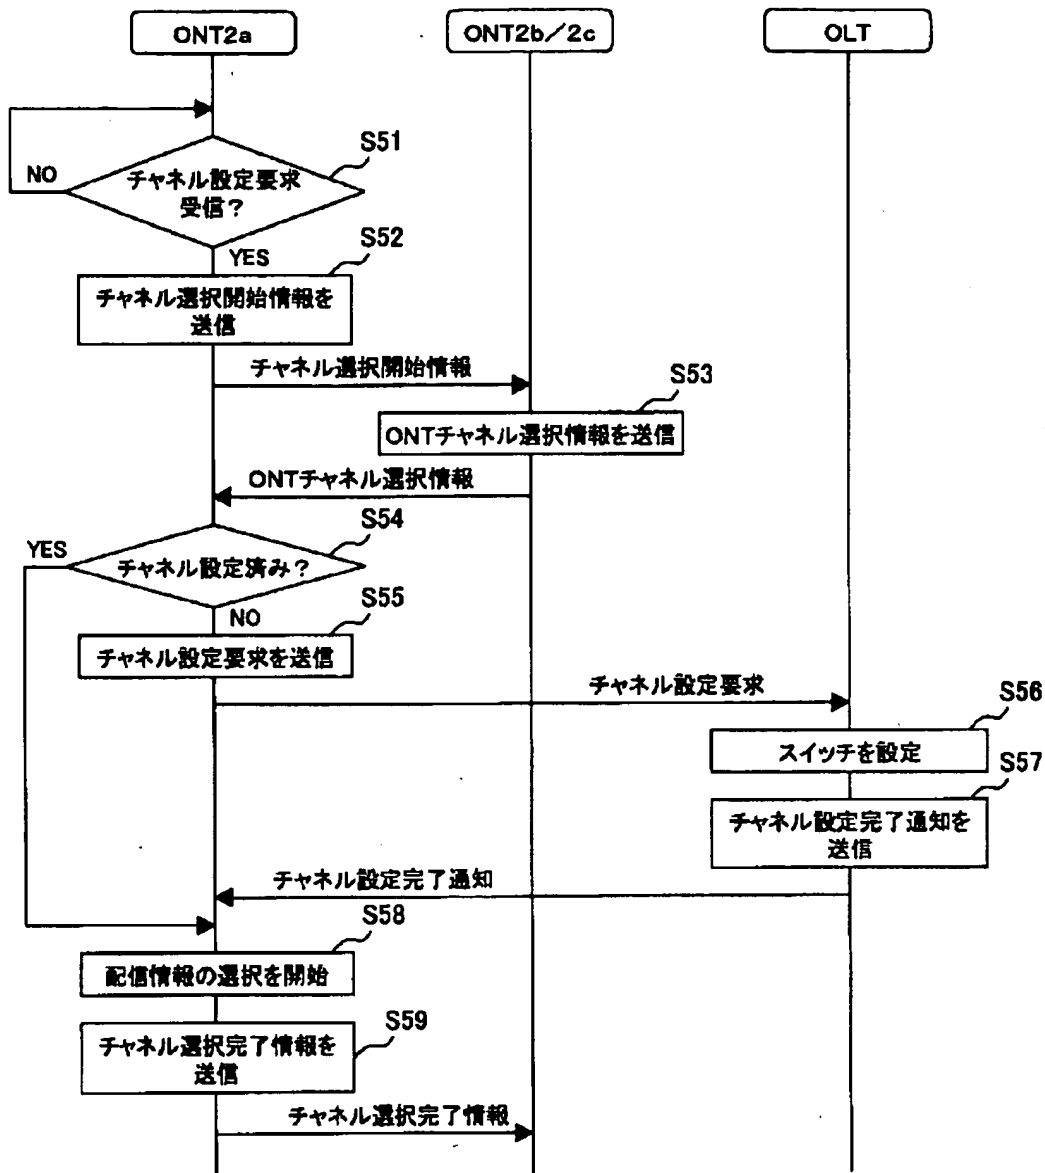 ONT2a
ONT2b/2c
OLT
S51
NO
チャネル設定要求
受信?
S52
YES
チャネル選択開始情報を
送信
チャネル選択開始情報
S53
ONTチャネル選択情報を送信
ONTチャネル選択情報
S54
YES
チャネル設定済み?
S55
NO
チャネル設定要求を送信
チャネル設定要求
S56
スイッチを設定
S57
チャネル設定完了通知を
送信
チャネル設定完了通知
S58
配信情報の選択を開始
S59
チャネル選択完了情報を
送信
チャネル選択完了情報